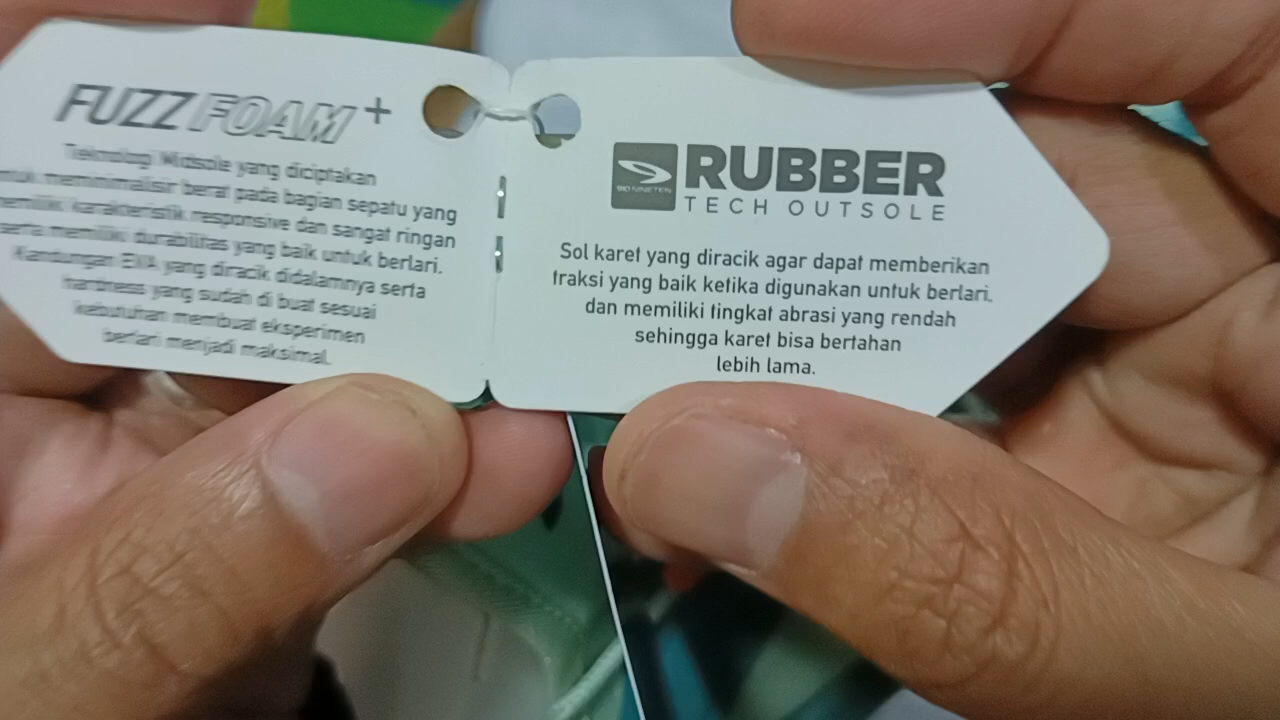 FUZZ FOAM+
Teknologi Midsole yang diciptakan
untuk meminimalisir berat pada bagian sepatu yang
memiliki karakteristik responsive dan sangat ringan
serta memiliki durabilitas yang baik untuk berlari.
Kandungan EVA yang diracik didalamnya serta
hardness yang sudah di buat sesuai
kebutuhan membuat eksperimen
berlari menjadi maksimal.
910 NINETEN
RUBBER
TECH OUTSOLE
Sol karet yang diracik agar dapat memberikan
traksi yang baik ketika digunakan untuk berlari.
dan memiliki tingkat abrasi yang rendah
sehingga karet bisa bertahan
lebih lama.